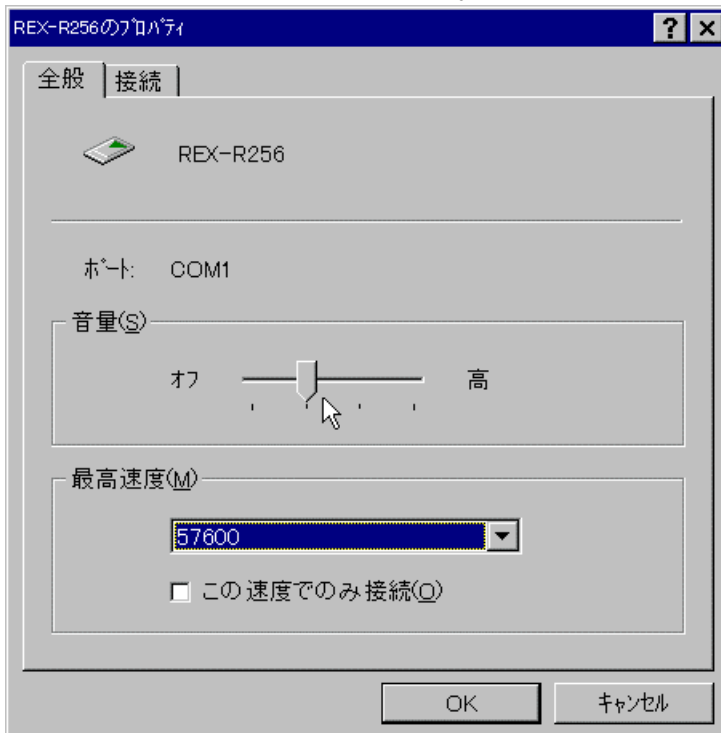 REX-R256のﾌﾟﾛﾊﾟﾃｨ
全般 接続
REX-R256
ﾎﾟｰﾄ: COM1
音量(S)
ｵﾌ 高
最高速度(M)
57600
この速度でのみ接続(O)
OK ｷｬﾝｾﾙ